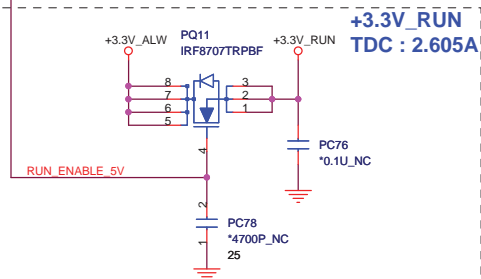 +3.3V_RUN
TDC : 2.605A
PQ11
IRF8707TRPBF
+3.3V_ALW
+3.3V_RUN
8
7
6
5
3
2
1
4
PC76
*0.1U_NC
RUN_ENABLE_5V
2
1
PC78
*4700P_NC
25